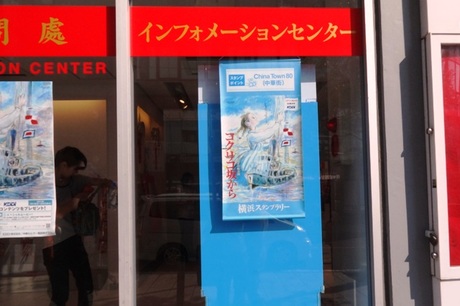 問處
インフォメーションセンター
ON CENTER
スタンプ
ポイント
China Town 80
(中華街)
コクリコ坂から
横浜スタンプラリー
KDDI